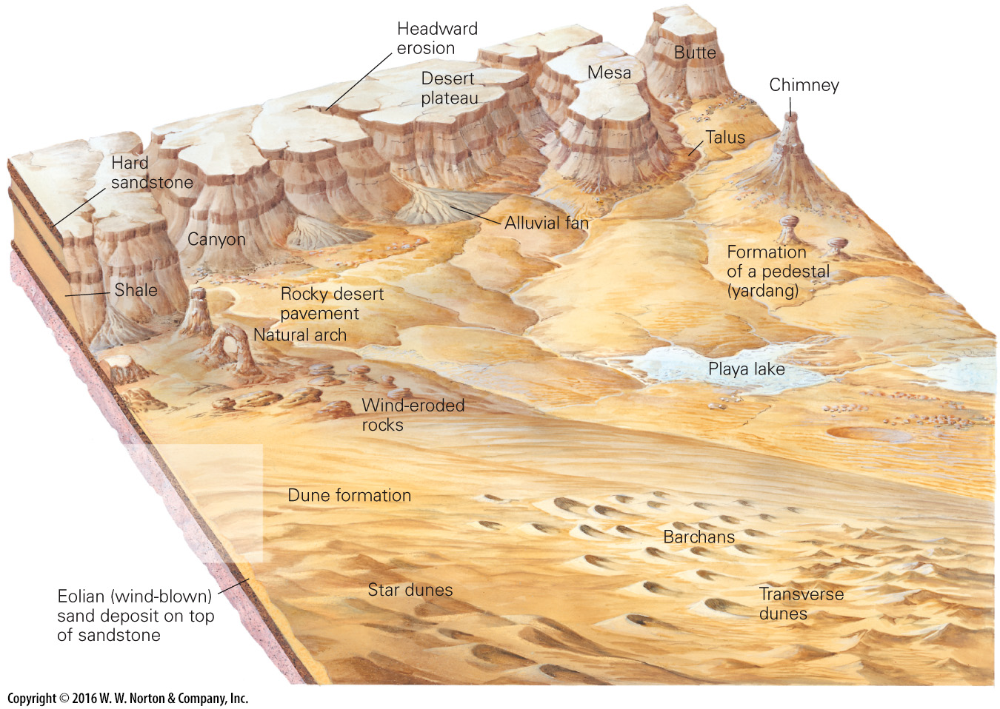 Headward
erosion
Butte
Desert
plateau
Mesa
Chimney
Talus
Hard
sandstone
Alluvial fan
Canyon
Formation
of a pedestal
(yardang)
Shale
Rocky desert
pavement
Natural arch
Playa lake
Wind-eroded
rocks
Dune formation
Barchans
Star dunes
Transverse
dunes
Eolian (wind-blown)
sand deposit on top
of sandstone
Copyright © 2016 W. W. Norton & Company, Inc.